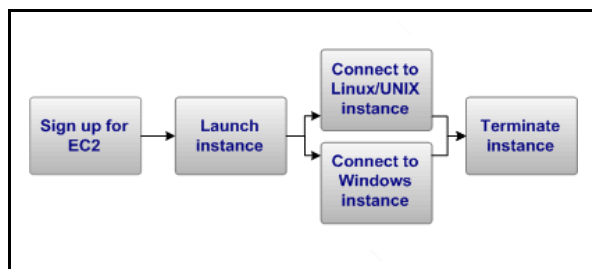 Sign up for
EC2
Launch
instance
Connect to
Linux/UNIX
instance
Connect to
Windows
instance
Terminate
instance